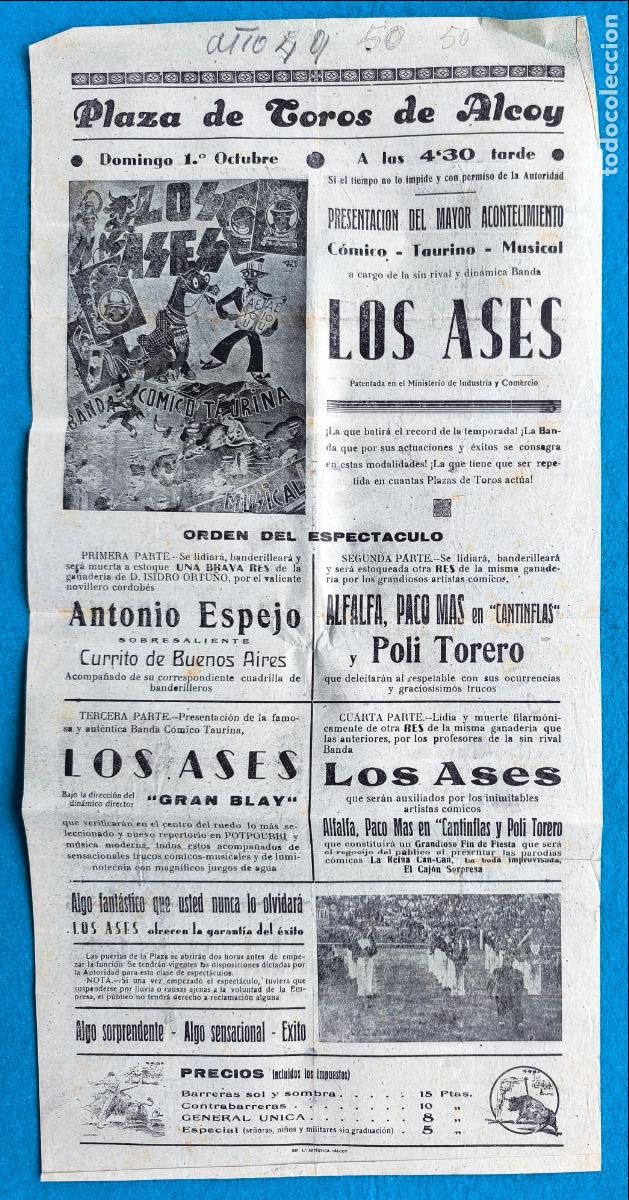 año 49 50 50
Plaza de Toros de Alcoy
Domingo 1.º Octubre
A las 4'30 tarde
Si el tiempo no lo impide y con permiso de la Autoridad
LOS
ASES
BANDA COMICO TAURINA
MUSICAL
PRESENTACION DEL MAYOR ACONTECIMIENTO
Cómico - Taurino - Musical
a cargo de la sin rival y dinámica Banda
LOS ASES
Patentada en el Ministerio de Industria y Comercio
¡La que batirá el record de la temporada! ¡La Ban-
da que por sus actuaciones y éxitos se consagra
en estas modalidades! ¡La que tiene que ser repe-
tida en cuantas Plazas de Toros actúa!
ORDEN DEL ESPECTACULO
PRIMERA PARTE.--Se lidiará, banderilleará y
será muerta a estoque UNA BRAVA RES de la
ganadería de D. ISIDRO ORTUÑO, por el valiente
novillero cordobés
Antonio Espejo
SOBRESALIENTE
Currito de Buenos Aires
Acompañado de su correspondiente cuadrilla de
banderilleros
SEGUNDA PARTE.--Se lidiará, banderilleará
y será estoqueada otra RES de la misma ganade-
ría por los grandiosos artistas cómicos,
ALFALFA, PACO MAS en "CANTINFLAS"
y Poli Torero
que deleitarán al respetable con sus ocurrencias
y graciosísimos trucos
TERCERA PARTE.--Presentación de la famo-
sa y auténtica Banda Cómico Taurina,
LOS ASES
Bajo la dirección del
dinámico director "GRAN BLAY"
que verificarán en el centro del ruedo lo más se-
leccionado y nuevo repertorio en POTPOURRI y
música moderna, todos estos acompañados de
sensacionales trucos cómicos-musicales y de lumi-
notecnia con magníficos juegos de agua
CUARTA PARTE.--Lidia y muerte filarmóni-
camente de otra RES de la misma ganadería que
las anteriores, por los profesores de la sin rival
Banda
Los Ases
que serán auxiliados por los inimitables
artistas cómicos
Alfalfa, Paco Mas en "Cantinflas y Poli Torero
que constituirá un Grandioso Fin de Fiesta que será
el regocijo del público al presentar las parodias
cómicas La Reina Can-Can, La boda improvisada,
El Cajón Sorpresa
Algo fantástico que usted nunca lo olvidará
LOS ASES ofrecen la garantía del éxito
Las puertas de la Plaza se abrirán dos horas antes de empe-
zar la función. Se tendrán vigentes las disposiciones dictadas por
la Autoridad para esta clase de espectáculos.
NOTA.--Si una vez empezado el espectáculo, tuviera que
suspenderse por lluvia o causas ajenas a la voluntad de la Em-
presa, el público no tendrá derecho a reclamación alguna
Algo sorprendente - Algo sensacional - Exito
PRECIOS (incluidos los impuestos)
Barreras sol y sombra . . . . . 15 Ptas.
Contrabarreras . . . . . . . 10 „
GENERAL UNICA . . . . . . . 8 „
Especial (señoras, niños y militares sin graduación) . 5 „
IMP. LA ARTÍSTICA.-ALCOY
todocoleccion